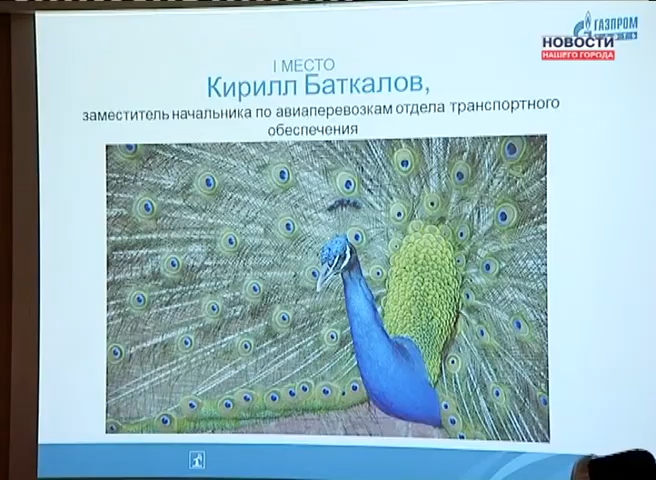 ГАЗПРОМ
НОВОСТИ
НАШЕГО ГОРОДА
I МЕСТО
Кирилл Баткалов,
заместитель начальника по авиаперевозкам отдела транспортного
обеспечения